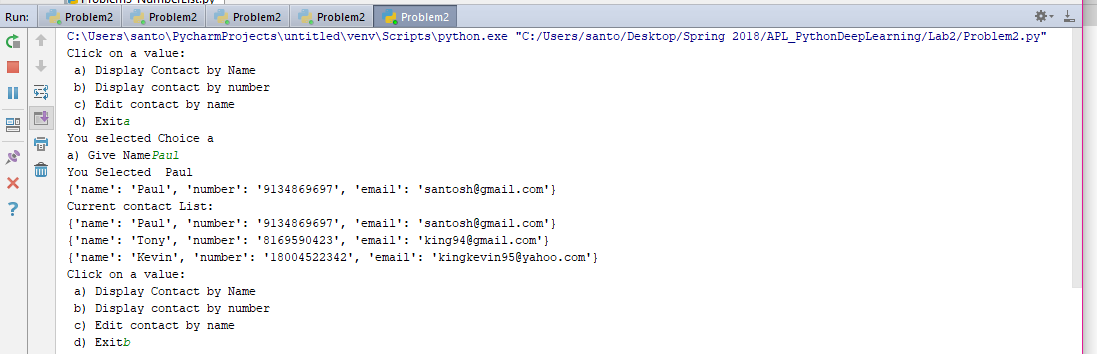 Run: Problem2 Problem2 Problem2 Problem2 Problem2
C:\Users\santo\PycharmProjects\untitled\venv\Scripts\python.exe "C:/Users/santo/Desktop/Spring 2018/APL_PythonDeepLearning/Lab2/Problem2.py"
Click on a value:
a) Display Contact by Name
b) Display contact by number
c) Edit contact by name
d) Exita
You selected Choice a
a) Give NamePaul
You Selected  Paul
{'name': 'Paul', 'number': '9134869697', 'email': 'santosh@gmail.com'}
Current contact List:
{'name': 'Paul', 'number': '9134869697', 'email': 'santosh@gmail.com'}
{'name': 'Tony', 'number': '8169590423', 'email': 'king94@gmail.com'}
{'name': 'Kevin', 'number': '18004522342', 'email': 'kingkevin95@yahoo.com'}
Click on a value:
a) Display Contact by Name
b) Display contact by number
c) Edit contact by name
d) Exitb